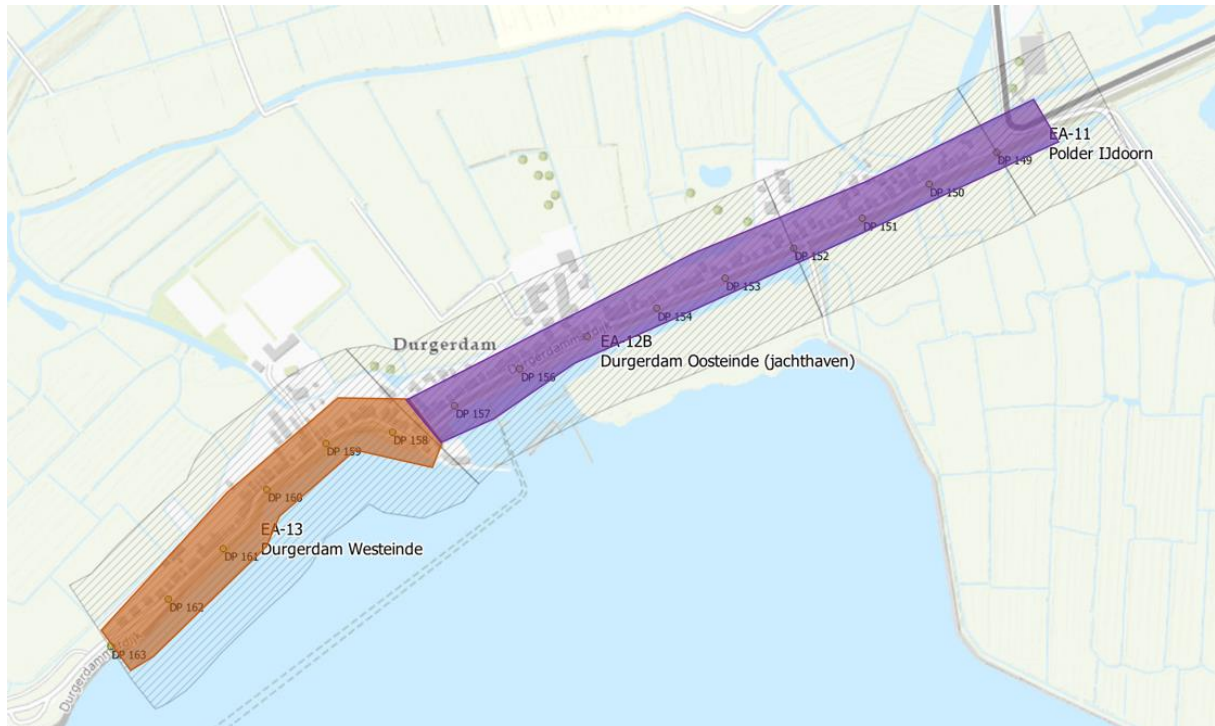 EA-11
Polder IJdoorn
DP 149
DP 150
DP 151
DP 152
DP 153
DP 154
EA-12B
Durgerdam Oosteinde (jachthaven)
Durgerdam
DP 156
DP 157
DP 158
DP 159
DP 160
EA-13
Durgerdam Westeinde
DP 161
DP 162
DP 163